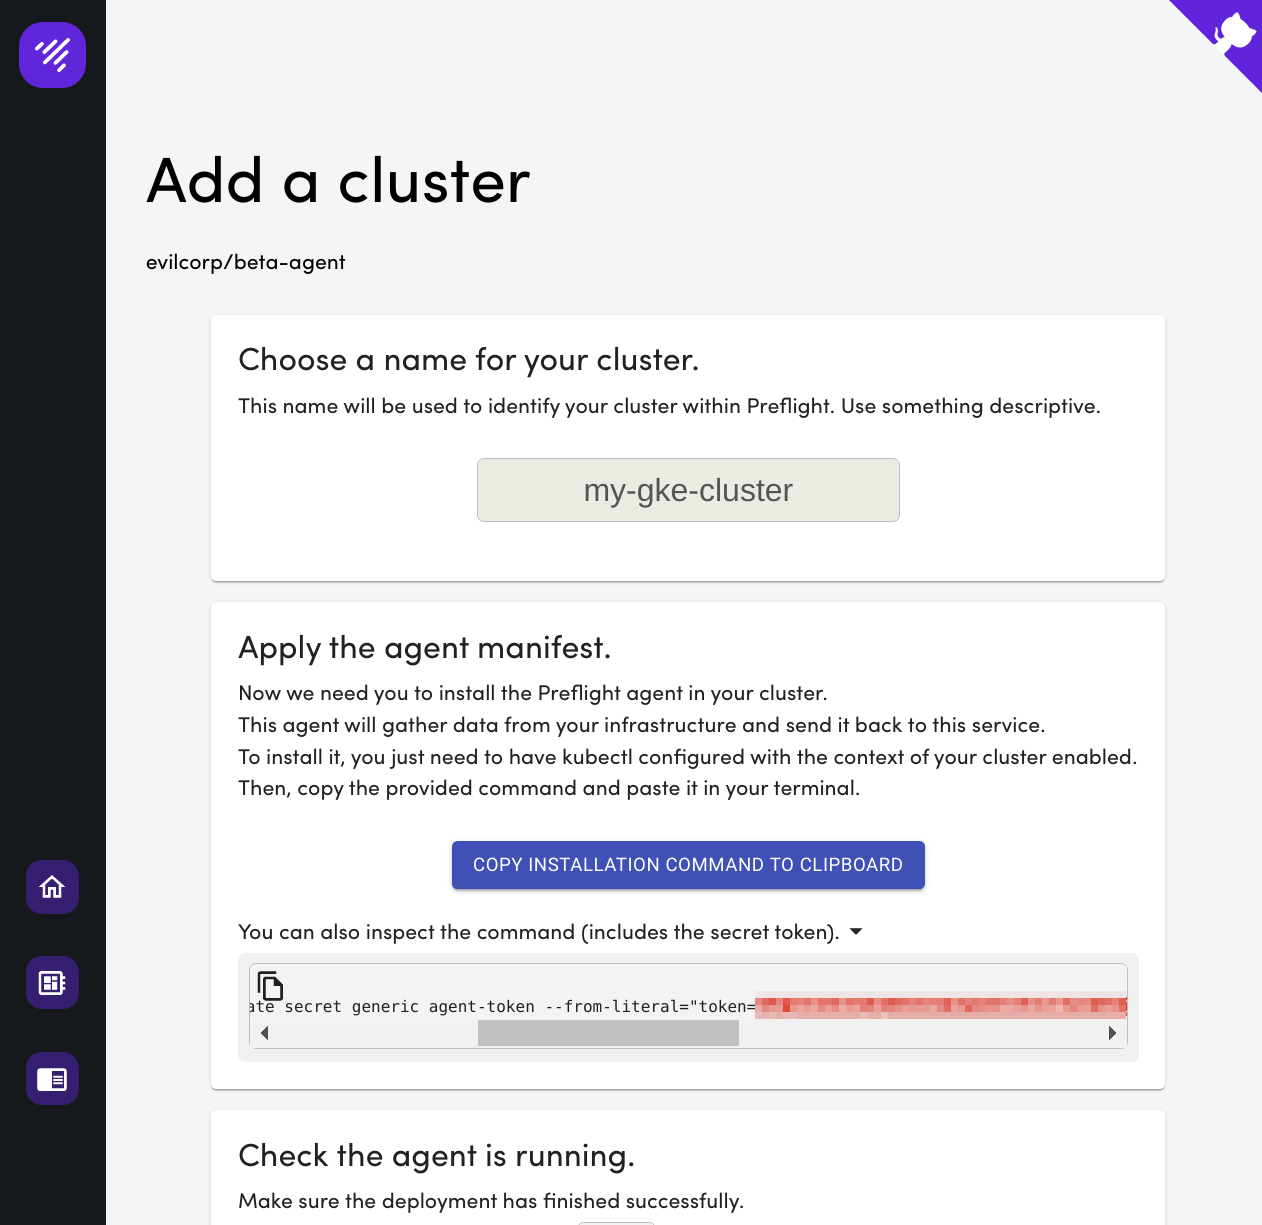 Add a cluster
evilcorp/beta-agent
Choose a name for your cluster.
This name will be used to identify your cluster within Preflight. Use something descriptive.
my-gke-cluster
Apply the agent manifest.
Now we need you to install the Preflight agent in your cluster.
This agent will gather data from your infrastructure and send it back to this service.
To install it, you just need to have kubectl configured with the context of your cluster enabled.
Then, copy the provided command and paste it in your terminal.
COPY INSTALLATION COMMAND TO CLIPBOARD
You can also inspect the command (includes the secret token).
ate secret generic agent-token --from-literal="token=
Check the agent is running.
Make sure the deployment has finished successfully.